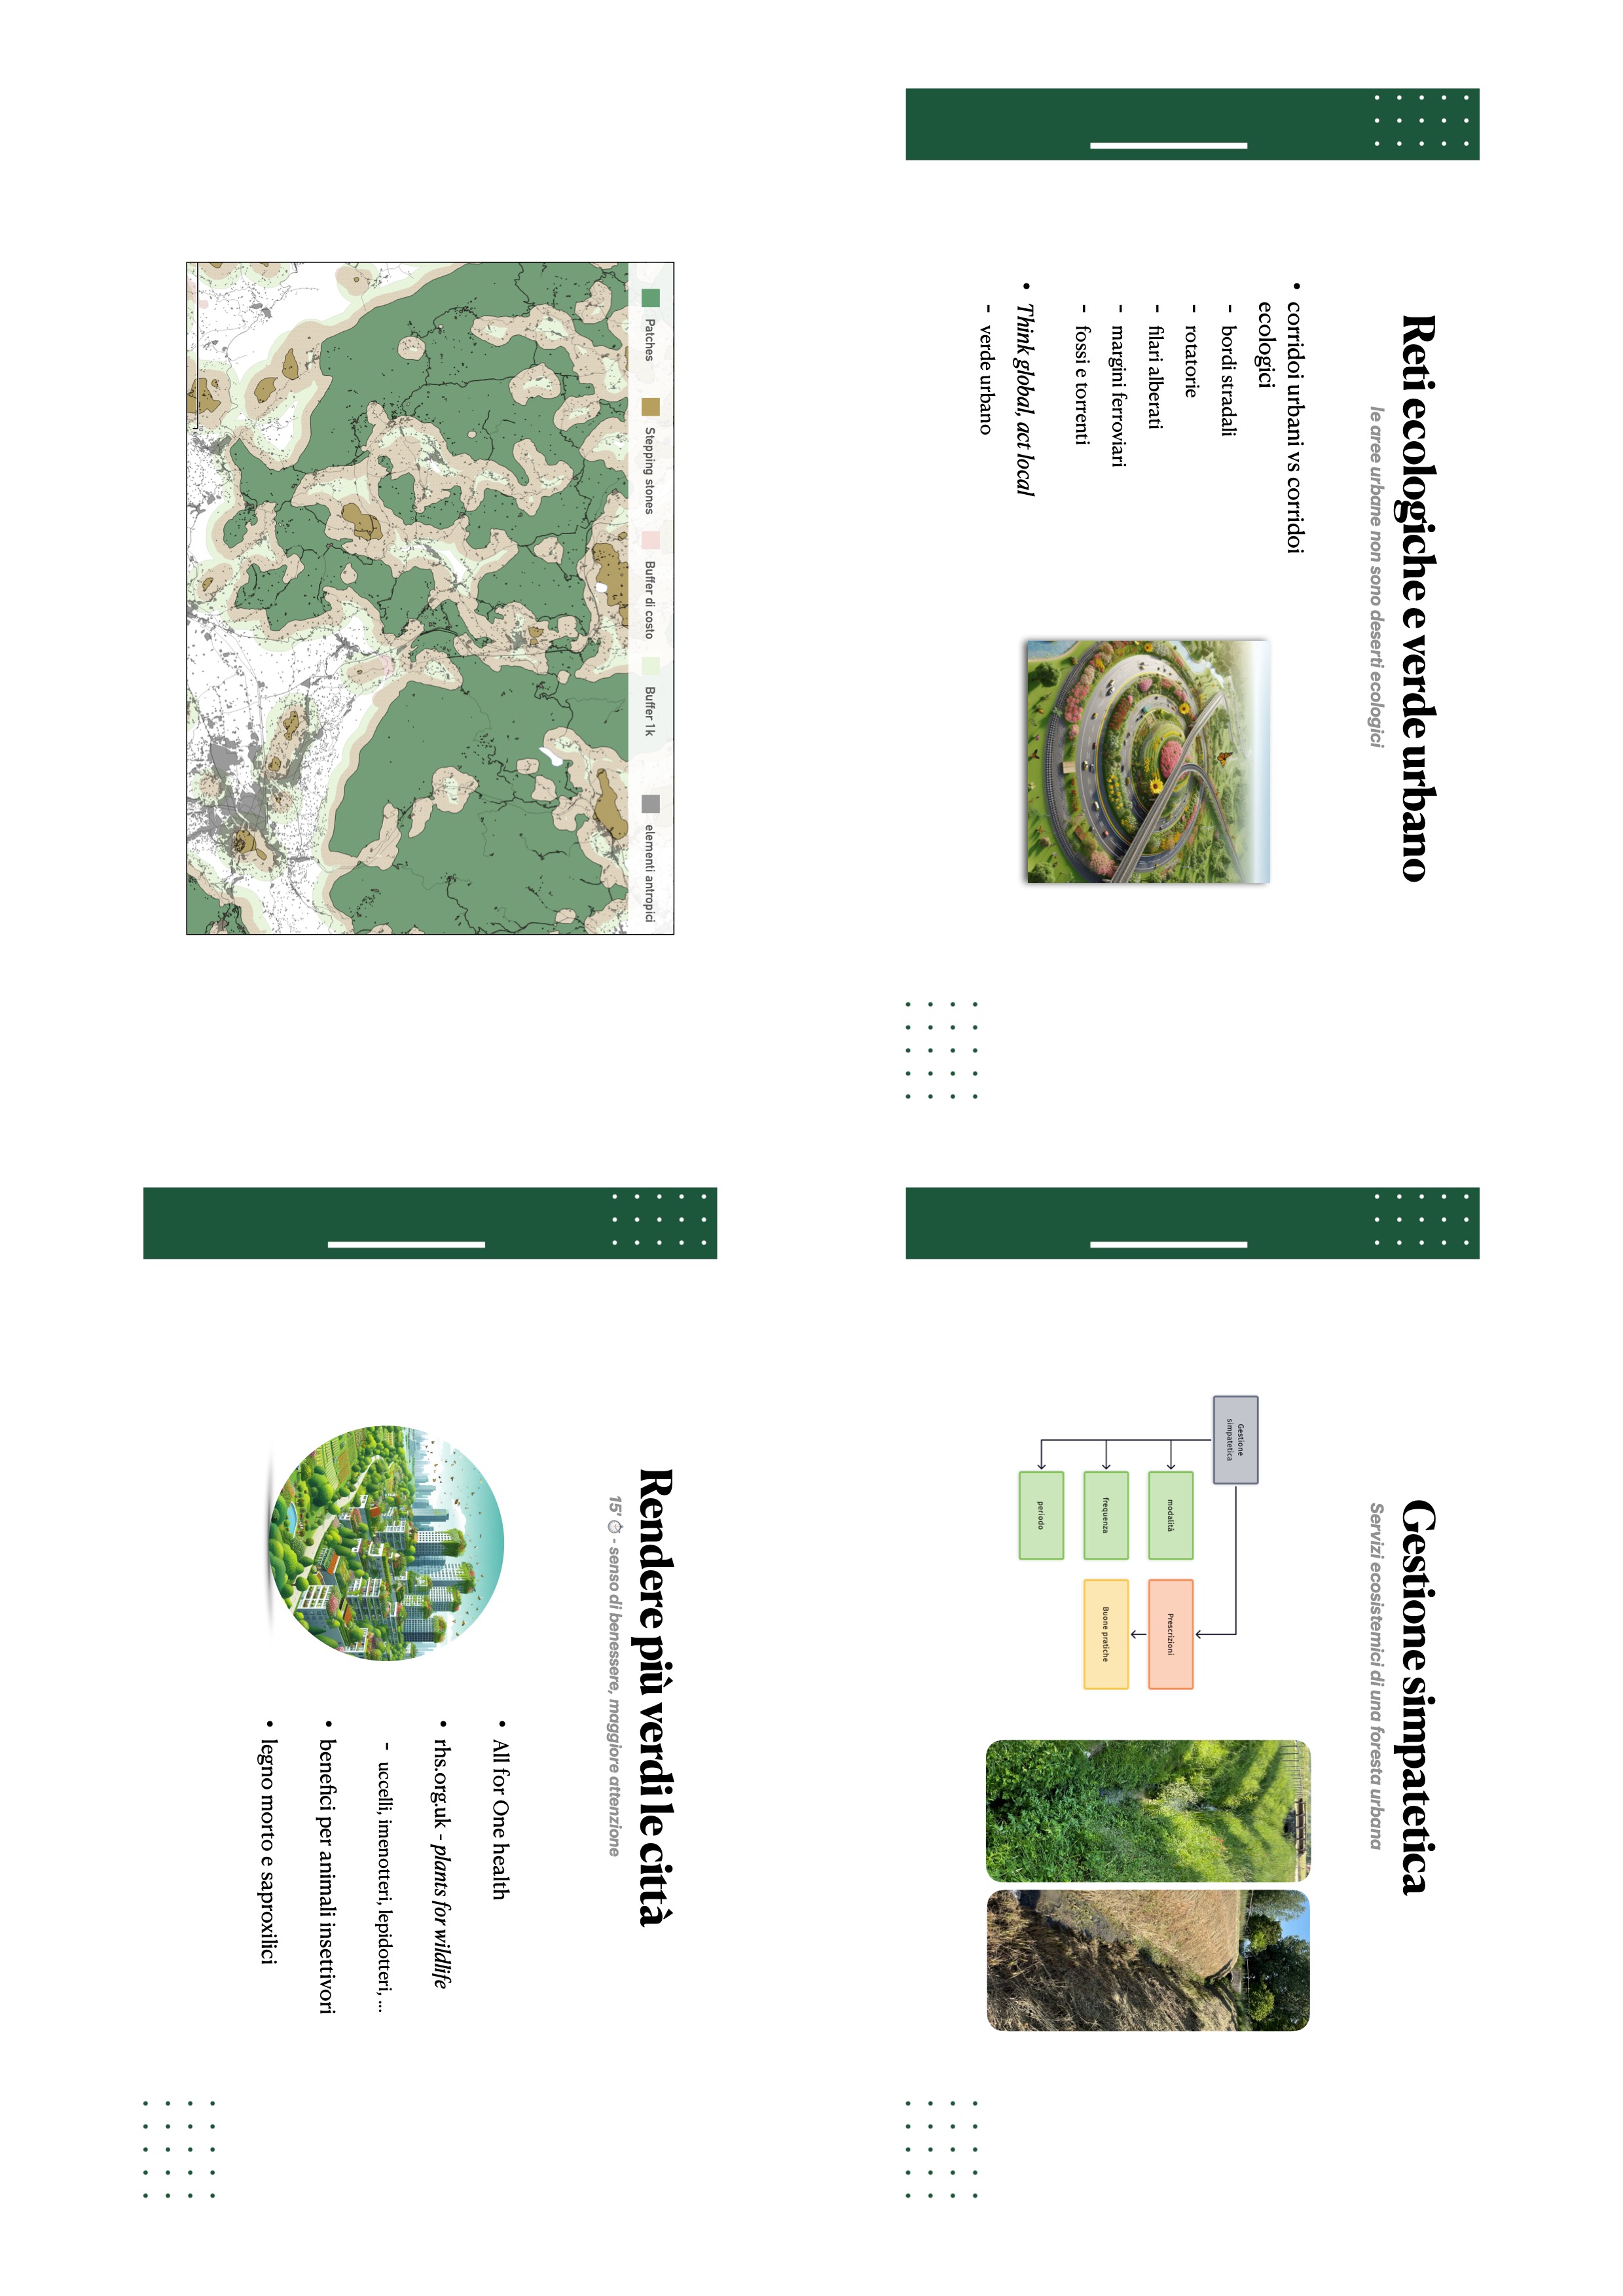 Reti ecologiche e verde urbano
le aree urbane non sono deserti ecologici
• corridoi urbani vs corridoi
ecologici
- bordi stradali
- rotatorie
- filari alberati
- margini ferroviari
- fossi e torrenti
• Think global, act local
- verde urbano
Gestione simpatetica
Servizi ecosistemici di una foresta urbana
Gestione
simpatetica
modalità
Prescrizioni
frequenza
Buone pratiche
periodo
Patches
Stepping stones
Buffer di costo
Buffer 1k
elementi antropici
Rendere più verdi le città
15' ⏱ - senso di benessere, maggiore attenzione
• All for One health
• rhs.org.uk - plants for wildlife
- uccelli, imenotteri, lepidotteri, ...
• benefici per animali insettivori
• legno morto e saproxilici